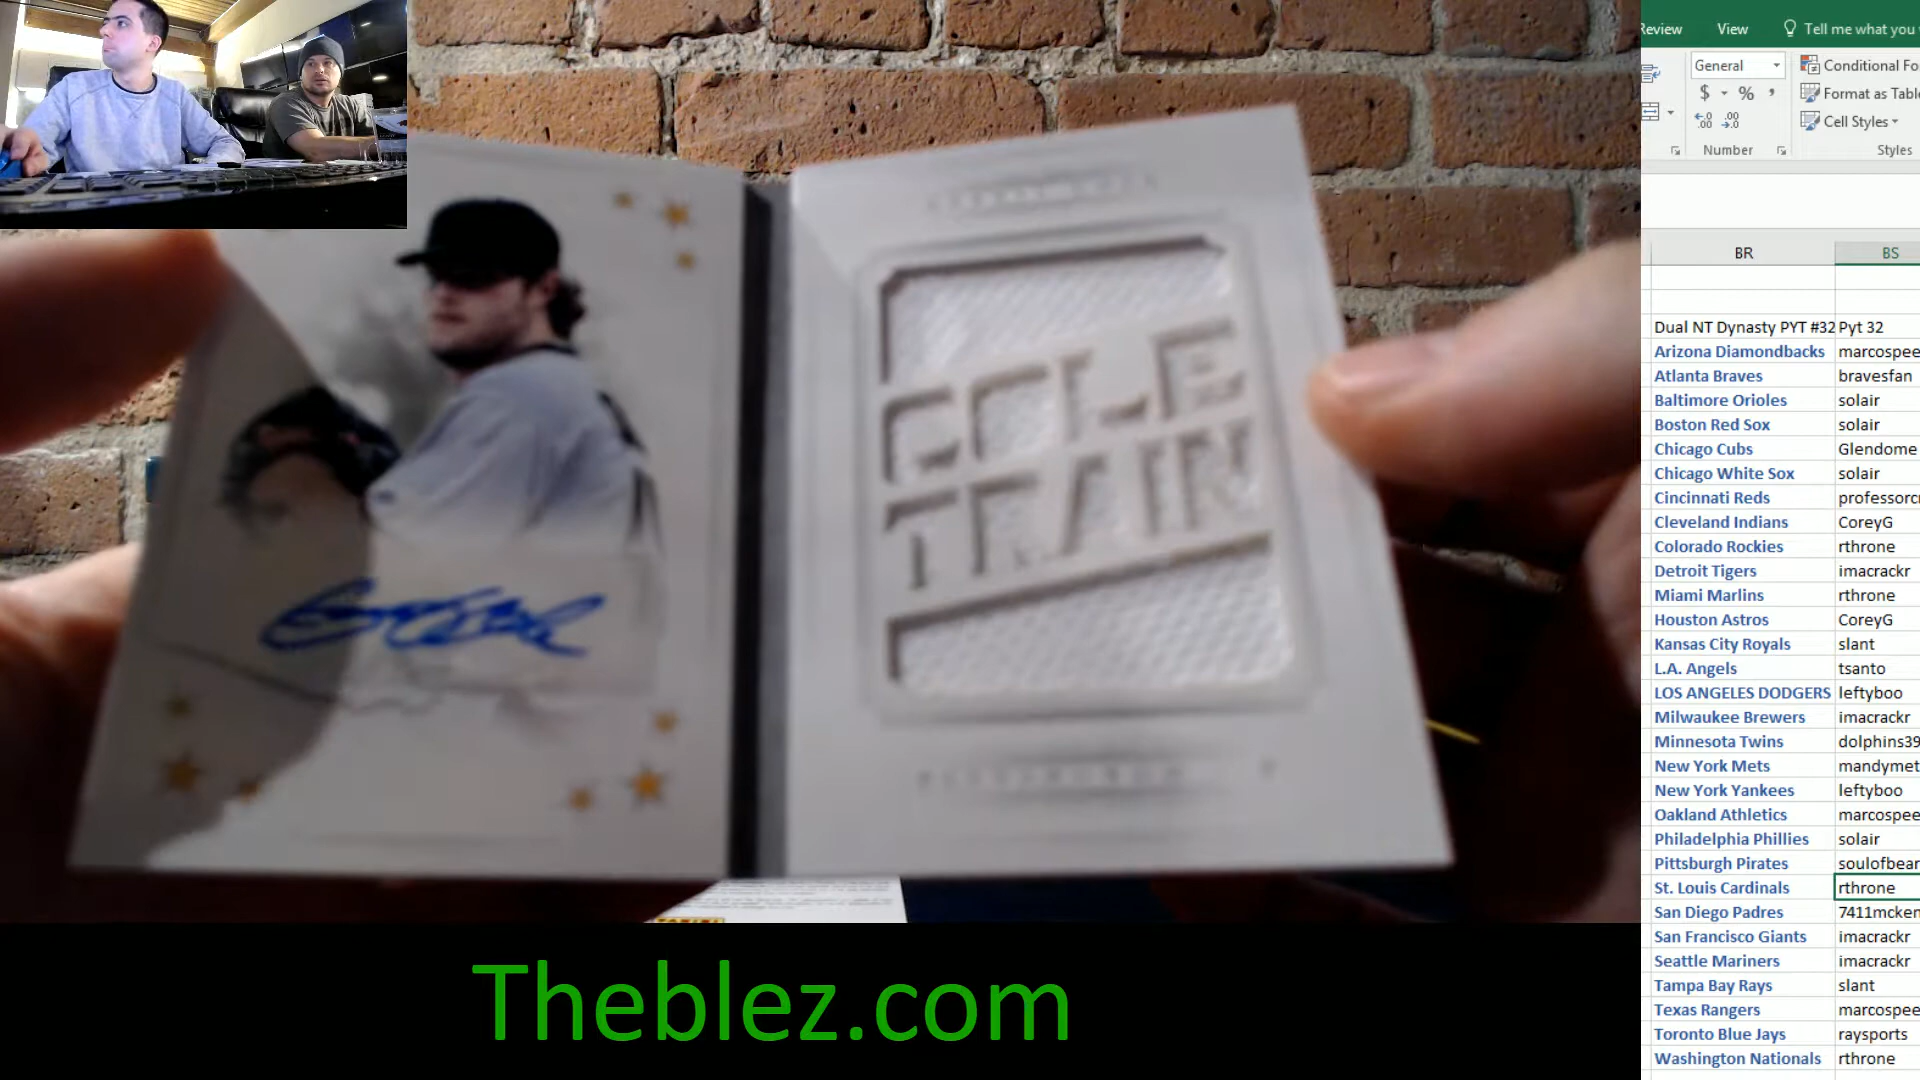 Review View Tell me what you
General Conditional Fo
$ % , Format as Table
Cell Styles
Number Styles
BR BS
Dual NT Dynasty PYT #32 Pyt 32
Arizona Diamondbacks marcospee
Atlanta Braves bravesfan
Baltimore Orioles solair
Boston Red Sox solair
Chicago Cubs Glendome
Chicago White Sox solair
Cincinnati Reds professorcr
Cleveland Indians CoreyG
Colorado Rockies rthrone
Detroit Tigers imacrackr
Miami Marlins rthrone
Houston Astros CoreyG
Kansas City Royals slant
L.A. Angels tsanto
LOS ANGELES DODGERS leftyboo
Milwaukee Brewers imacrackr
Minnesota Twins dolphins39
New York Mets mandymet
New York Yankees leftyboo
Oakland Athletics marcospee
Philadelphia Phillies solair
Pittsburgh Pirates soulofbear
St. Louis Cardinals rthrone
San Diego Padres 7411mcken
San Francisco Giants imacrackr
Seattle Mariners imacrackr
Tampa Bay Rays slant
Texas Rangers marcospee
Toronto Blue Jays raysports
Washington Nationals rthrone
COLE
TRAIN
PANINI
Theblez.com